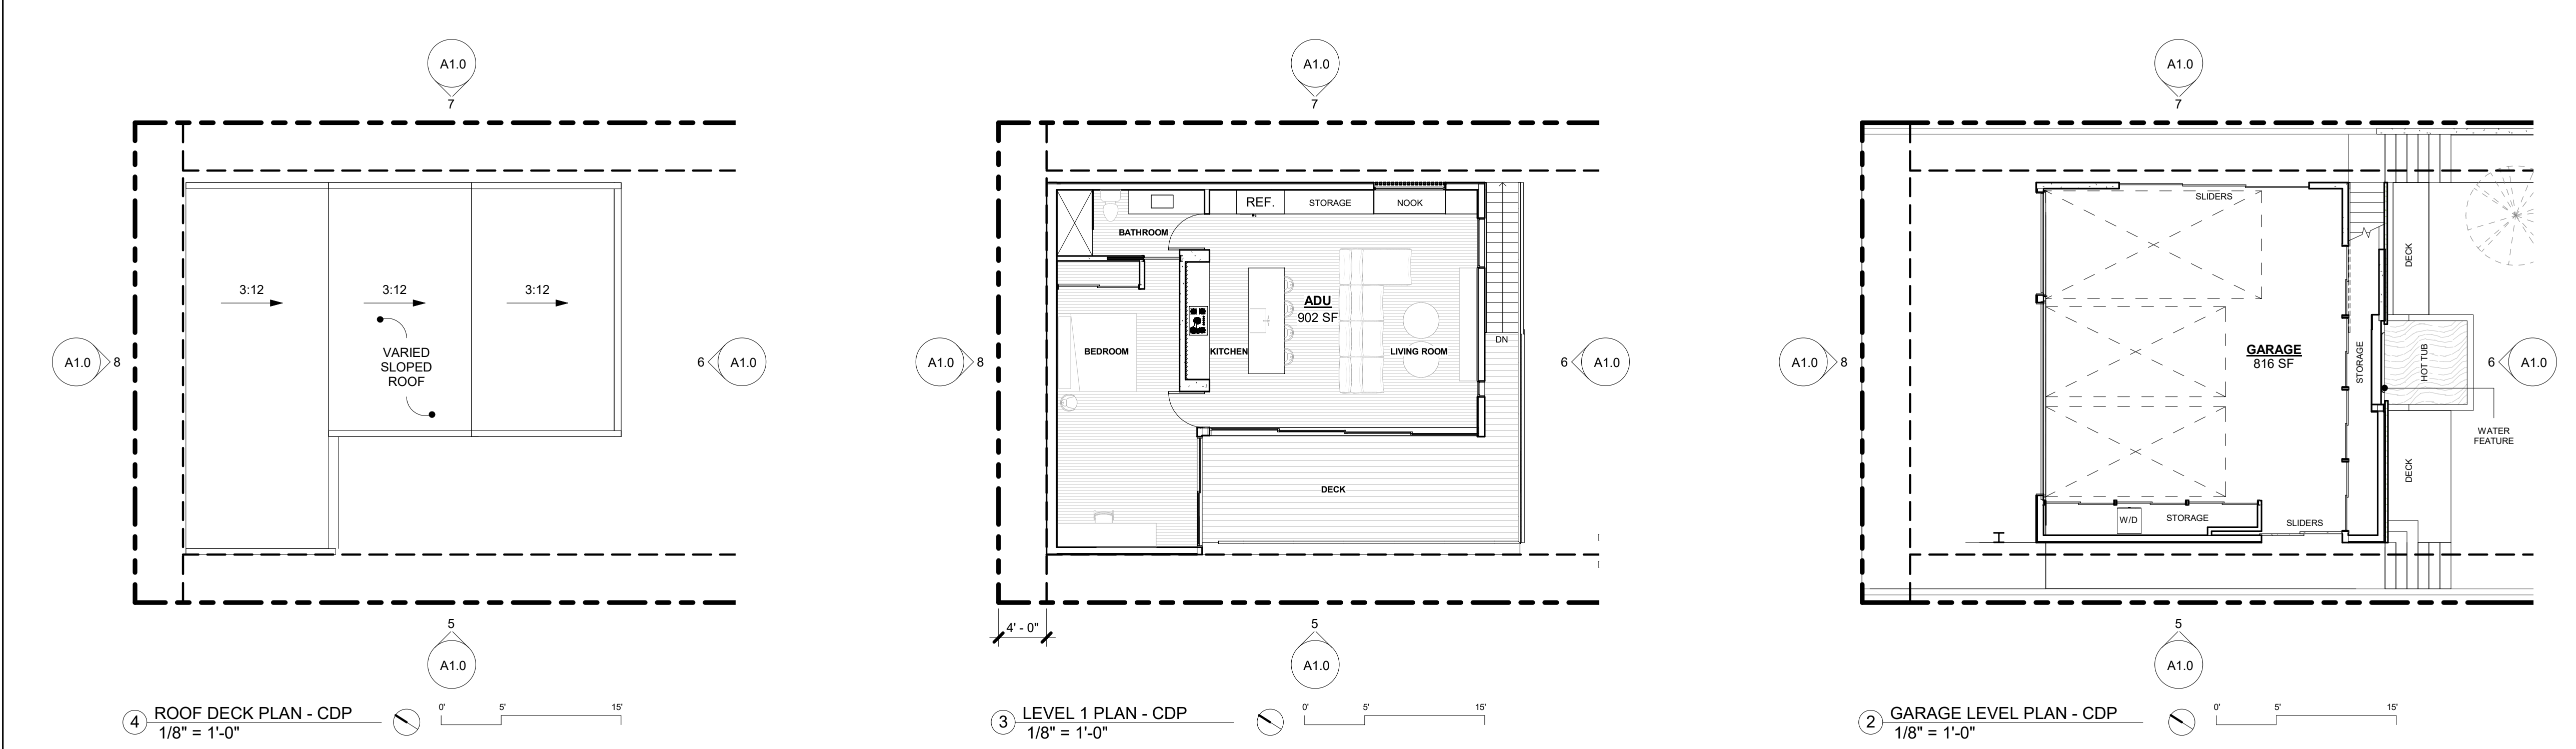 A1.0
7
3:12
3:12
3:12
VARIED
SLOPED
ROOF
A1.0
8
6
A1.0
5
A1.0
4
ROOF DECK PLAN - CDP
1/8" = 1'-0"
0'
5'
15'
A1.0
7
REF.
STORAGE
NOOK
BATHROOM
ADU
902 SF
BEDROOM
KITCHEN
LIVING ROOM
DN
DECK
A1.0
8
6
A1.0
4' - 0"
5
A1.0
3
LEVEL 1 PLAN - CDP
1/8" = 1'-0"
0'
5'
15'
A1.0
7
SLIDERS
DECK
GARAGE
816 SF
STORAGE
HOT TUB
A1.0
8
6
A1.0
WATER
FEATURE
DECK
W/D
STORAGE
SLIDERS
5
A1.0
2
GARAGE LEVEL PLAN - CDP
1/8" = 1'-0"
0'
5'
15'